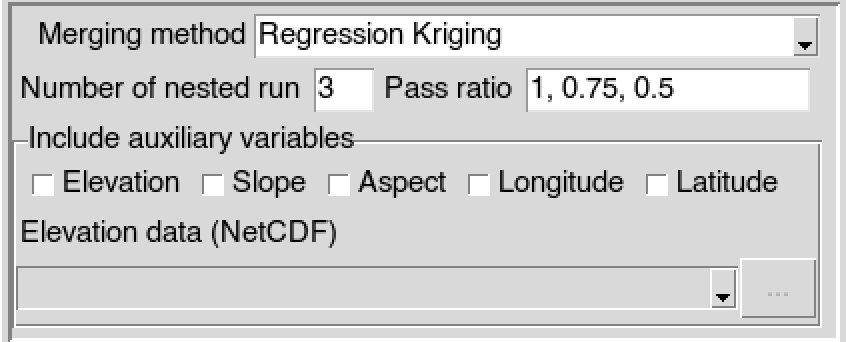 Merging method Regression Kriging
Number of nested run 3 Pass ratio 1, 0.75, 0.5
Include auxiliary variables
Elevation Slope Aspect Longitude Latitude
Elevation data (NetCDF)
...